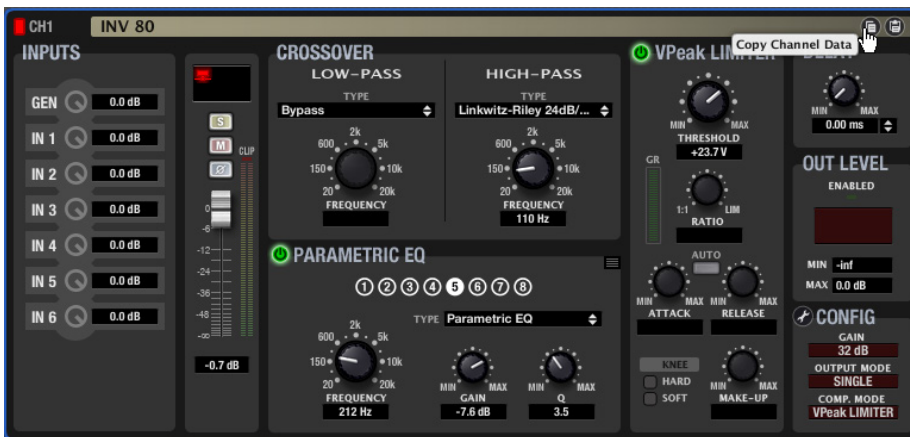 CH1
INV 80
Copy Channel Data
INPUTS
GEN 0.0 dB
IN 1 0.0 dB
IN 2 0.0 dB
IN 3 0.0 dB
IN 4 0.0 dB
IN 5 0.0 dB
IN 6 0.0 dB
S
M
Ø
CLIP
0
-6
-12
-24
-36
-48
-∞
-0.7 dB
CROSSOVER
LOW-PASS
TYPE
Bypass
20 150 600 2k 5k 10k 20k
FREQUENCY
HIGH-PASS
TYPE
Linkwitz-Riley 24dB/...
20 150 600 2k 5k 10k 20k
FREQUENCY
110 Hz
PARAMETRIC EQ
1 2 3 4 5 6 7 8
TYPE Parametric EQ
20 150 600 2k 5k 10k 20k
FREQUENCY
212 Hz
MIN MAX
GAIN
-7.6 dB
MIN MAX
Q
3.5
VPeak LIMITER
MIN MAX
THRESHOLD
+23.7 V
GR
1:1 LIM
RATIO
AUTO
MIN MAX
ATTACK
MIN MAX
RELEASE
KNEE
HARD
SOFT
MIN MAX
MAKE-UP
MIN MAX
0.00 ms
OUT LEVEL
ENABLED
MIN -inf
MAX 0.0 dB
CONFIG
GAIN
32 dB
OUTPUT MODE
SINGLE
COMP. MODE
VPeak LIMITER